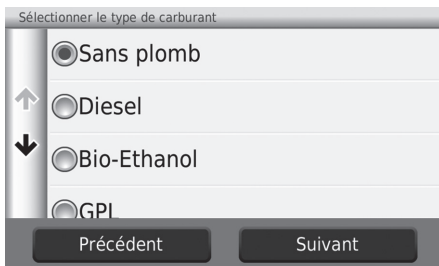 Sélectionner le type de carburant
Sans plomb
Diesel
Bio-Ethanol
GPL
Précédent
Suivant